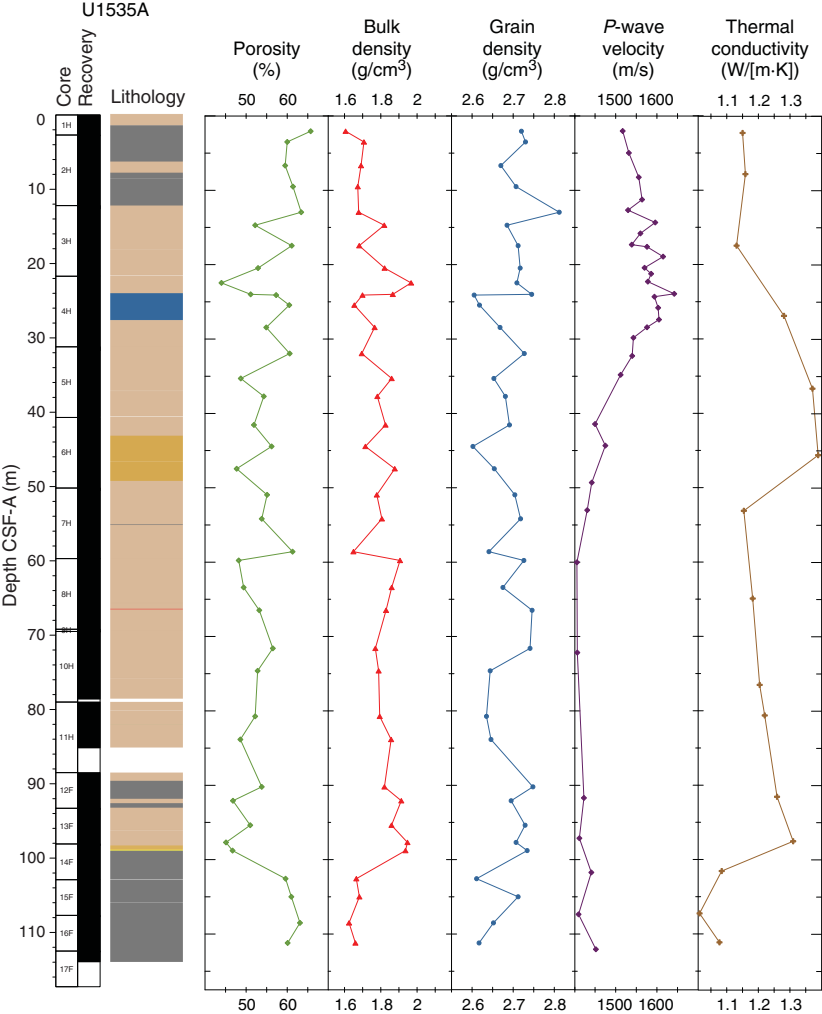 U1535A
Core
Recovery
Lithology
Porosity
(%)
Bulk
density
(g/cm³)
Grain
density
(g/cm³)
P-wave
velocity
(m/s)
Thermal
conductivity
(W/[m·K])
50 60
1.6 1.8 2
2.6 2.7 2.8
1500 1600
1.1 1.2 1.3
Depth CSF-A (m)
0
10
20
30
40
50
60
70
80
90
100
110
1H
2H
3H
4H
5H
6H
7H
8H
9H
10H
11H
12F
13F
14F
15F
16F
17F
50 60
1.6 1.8 2
2.6 2.7 2.8
1500 1600
1.1 1.2 1.3